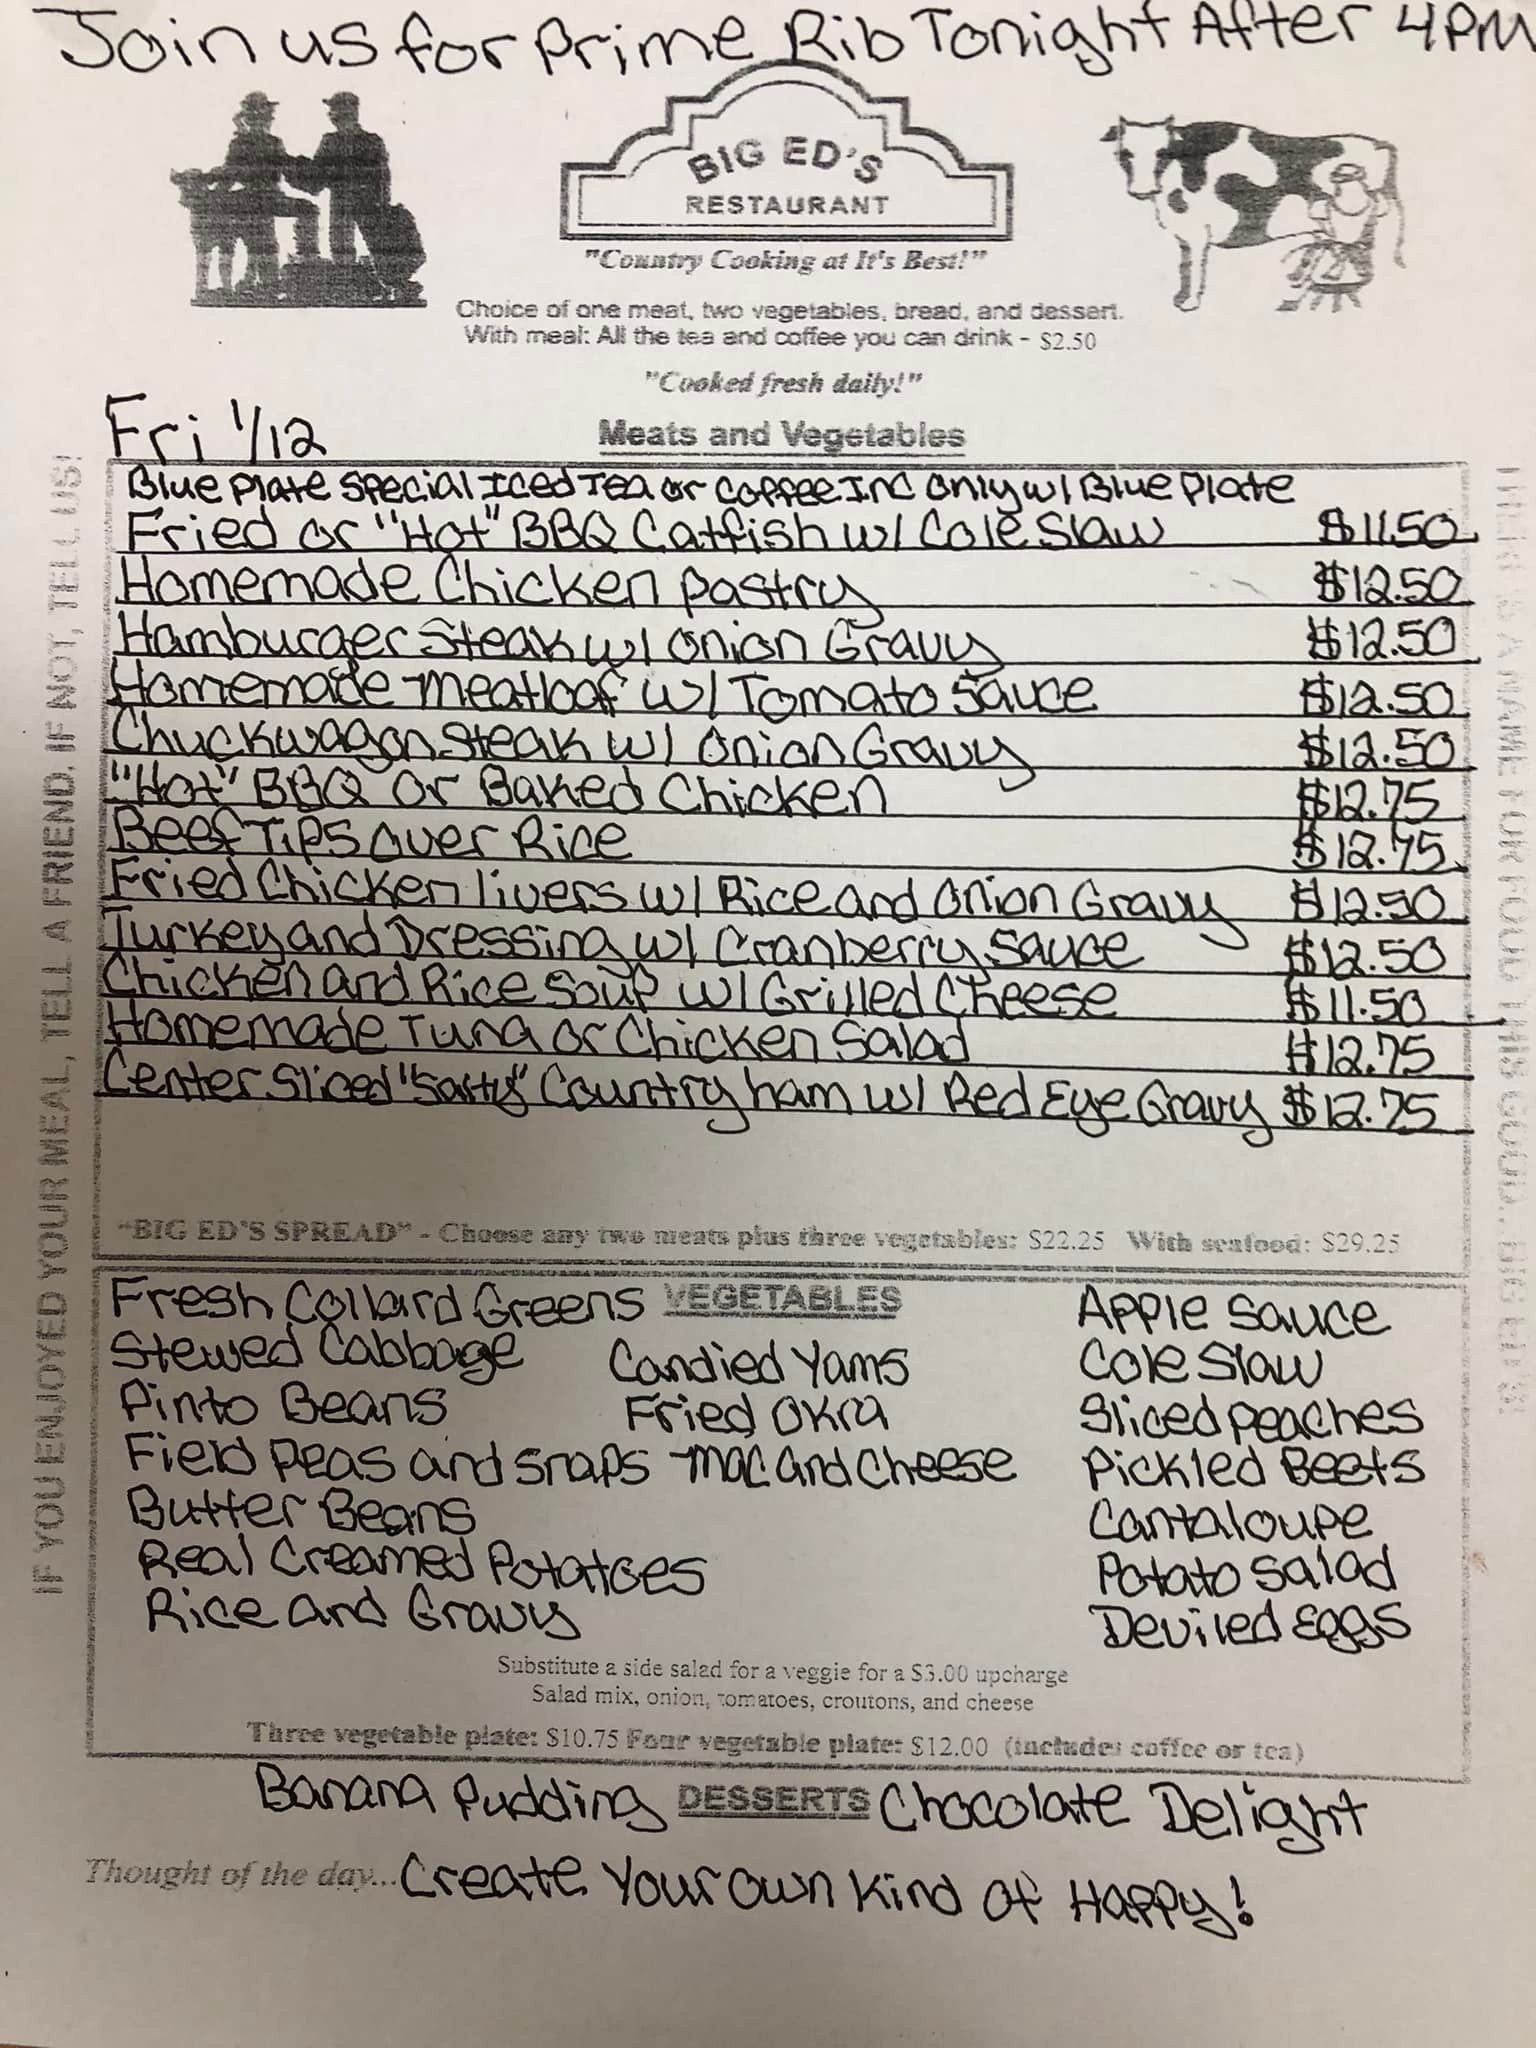 Join us for Prime Rib Tonight After 4PM
BIG ED'S
RESTAURANT
"Country Cooking at It's Best!"
Choice of one meat, two vegetables, bread, and dessert.
With meal: All the tea and coffee you can drink - $2.50
"Cooked fresh daily!"
Fri 1/12
Meats and Vegetables
Blue Plate Special Iced Tea or Coffee Inc Only w/ Blue Plate
Fried or "Hot" BBQ Catfish w/ Cole Slaw $11.50
Homemade Chicken Pastry $12.50
Hamburger Steak w/ Onion Gravy $12.50
Homemade Meatloaf w/ Tomato Sauce $12.50
Chuckwagon Steak w/ Onion Gravy $12.50
"Hot" BBQ or Baked Chicken $12.75
Beef Tips over Rice $12.75
Fried Chicken livers w/ Rice and Onion Gravy $12.50
Turkey and Dressing w/ Cranberry Sauce $12.50
Chicken and Rice Soup w/ Grilled Cheese $11.50
Homemade Tuna or Chicken Salad $12.75
Center Sliced "Salty" Country ham w/ Red Eye Gravy $12.75
"BIG ED'S SPREAD" - Choose any two meats plus three vegetables: $22.25 With seafood: $29.25
VEGETABLES
Fresh Collard Greens
Stewed Cabbage
Pinto Beans
Field Peas and Snaps
Butter Beans
Real Creamed Potatoes
Rice and Gravy
Candied Yams
Fried Okra
Mac and Cheese
Apple Sauce
Cole Slaw
Sliced Peaches
Pickled Beets
Cantaloupe
Potato Salad
Deviled Eggs
Substitute a side salad for a veggie for a $3.00 upcharge
Salad mix, onion, tomatoes, croutons, and cheese
Three vegetable plate: $10.75 Four vegetable plate: $12.00 (includes coffee or tea)
DESSERTS
Banana Pudding
Chocolate Delight
Thought of the day... Create Your Own Kind of Happy!
IF YOU ENJOYED YOUR MEAL, TELL A FRIEND, IF NOT, TELL US!
THERE IS A NAME FOR FOOD THIS GOOD... BIG ED'S!